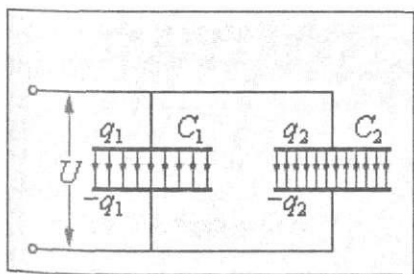 q₁ C₁ q₂ C₂
U
-q₁ -q₂